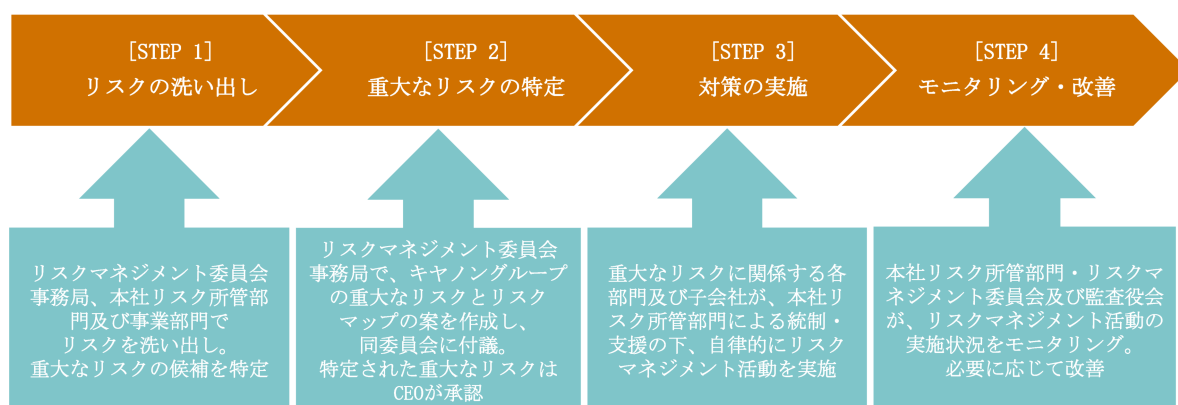 [STEP 1]
リスクの洗い出し
[STEP 2]
重大なリスクの特定
[STEP 3]
対策の実施
[STEP 4]
モニタリング・改善
リスクマネジメント委員会
事務局、本社リスク所管部
門及び事業部門で
リスクを洗い出し。
重大なリスクの候補を特定
リスクマネジメント委員会
事務局で、キヤノングループ
の重大なリスクとリスク
マップの案を作成し、
同委員会に付議。
特定された重大なリスクは
CEOが承認
重大なリスクに関係する各
部門及び子会社が、本社リ
スク所管部門による統制・
支援の下、自律的にリスク
マネジメント活動を実施
本社リスク所管部門・リスクマ
ネジメント委員会及び監査役会
が、リスクマネジメント活動の
実施状況をモニタリング。
必要に応じて改善